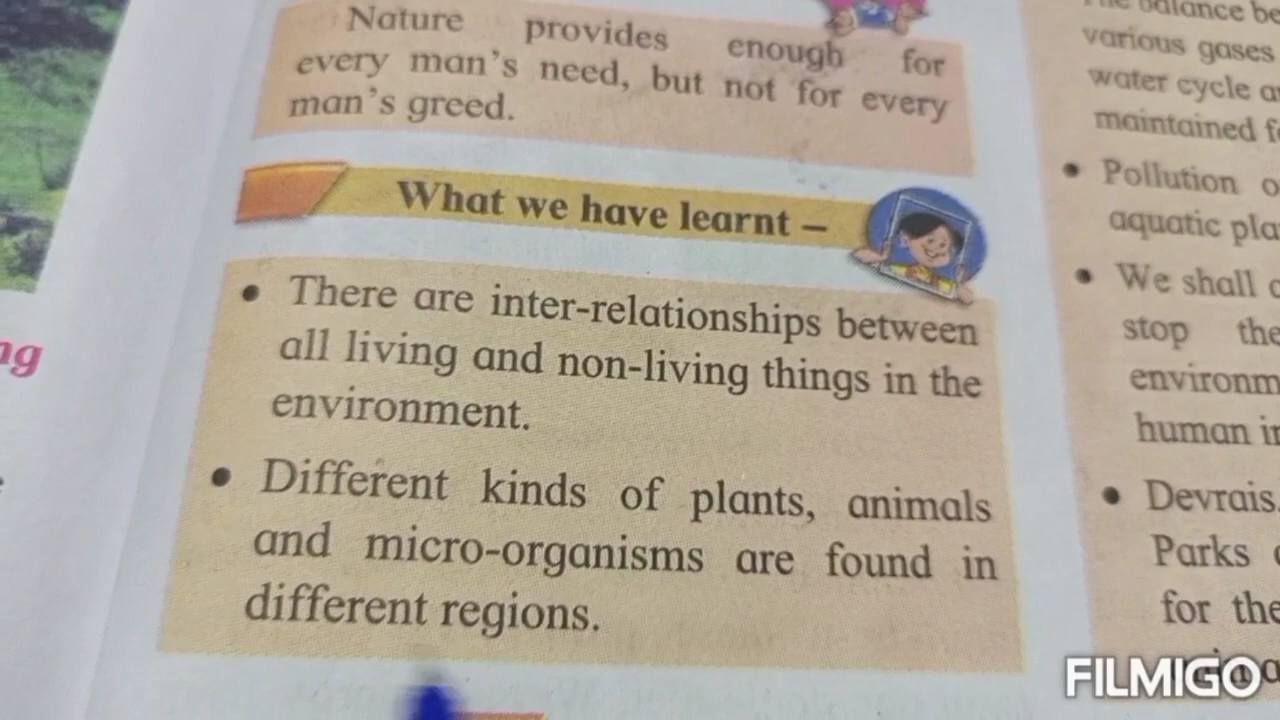 Nature provides enough for
every man's need, but not for every
man's greed.
What we have learnt –
• There are inter-relationships between
all living and non-living things in the
environment.
• Different kinds of plants, animals
and micro-organisms are found in
different regions.
balance
various gases
water cycle
maintained
• Pollution
aquatic
• We shall
stop the
human
• Devrais,
Parks
for the
FILMIGO